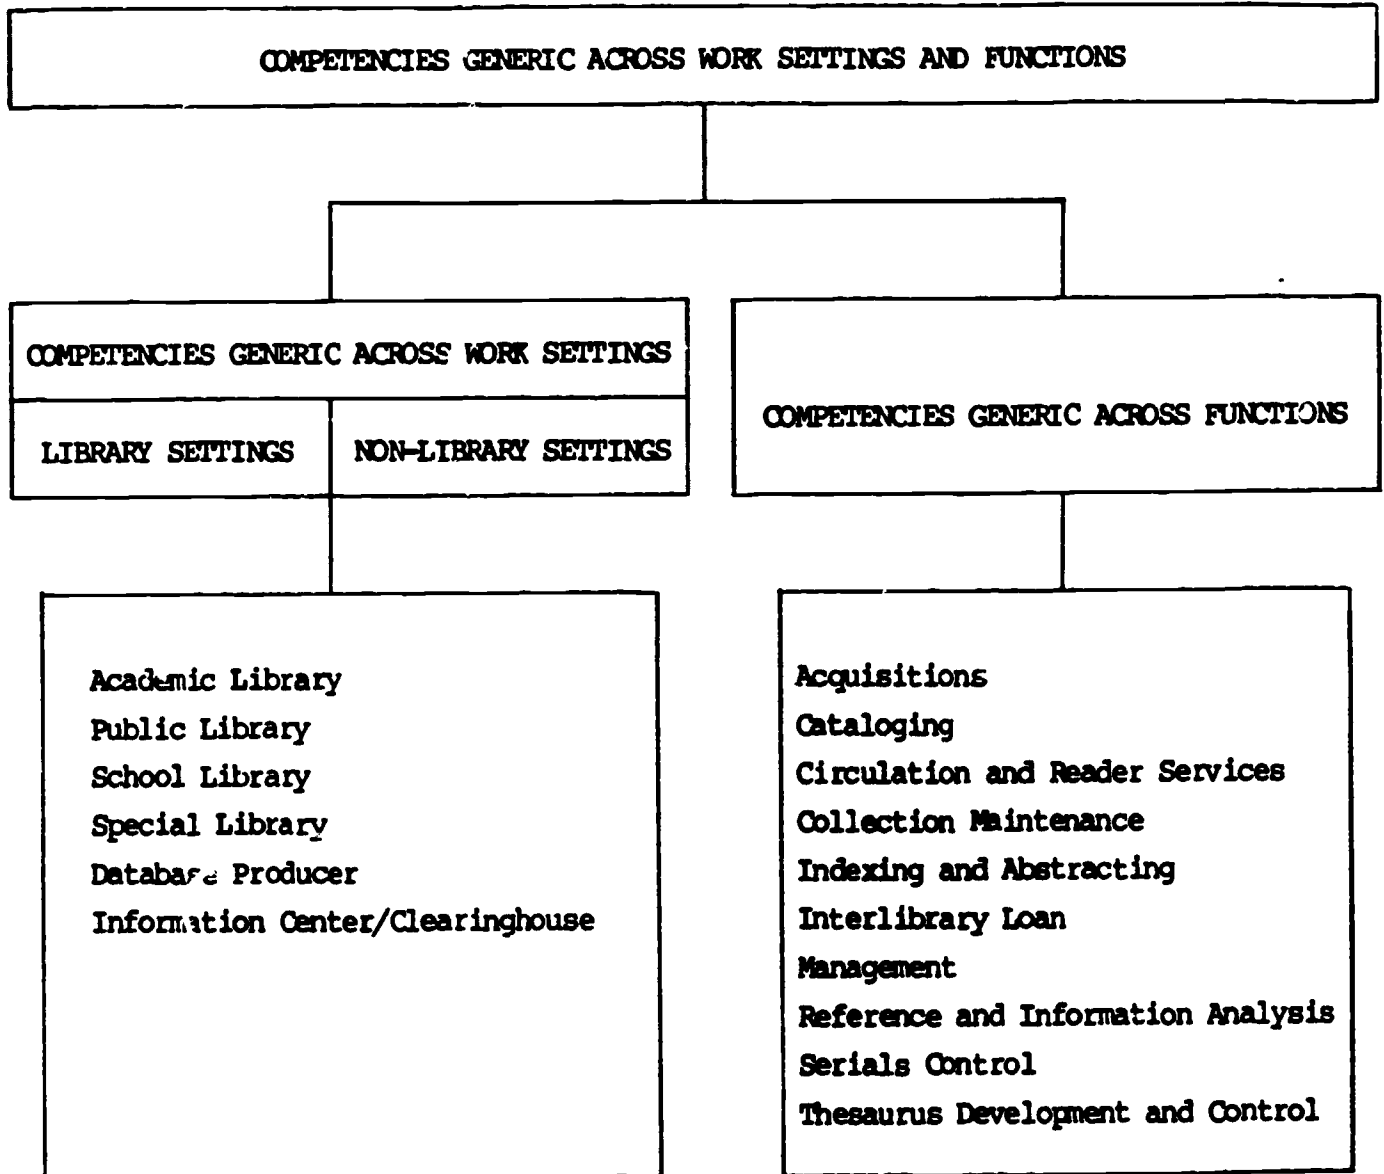 COMPETENCIES GENERIC ACROSS WORK SETTINGS AND FUNCTIONS
COMPETENCIES GENERIC ACROSS WORK SETTINGS
LIBRARY SETTINGS
NON-LIBRARY SETTINGS
COMPETENCIES GENERIC ACROSS FUNCTIONS
Academic Library
Public Library
School Library
Special Library
Database Producer
Information Center/Clearinghouse
Acquisitions
Cataloging
Circulation and Reader Services
Collection Maintenance
Indexing and Abstracting
Interlibrary Loan
Management
Reference and Information Analysis
Serials Control
Thesaurus Development and Control